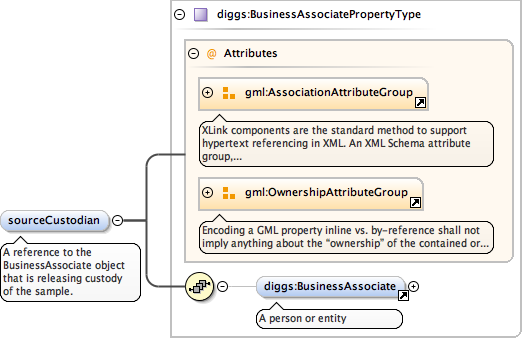 diggs:BusinessAssociatePropertyType
@ Attributes
gml:AssociationAttributeGroup
XLink components are the standard method to support
hypertext referencing in XML. An XML Schema attribute
group,...
gml:OwnershipAttributeGroup
Encoding a GML property inline vs. by-reference shall not
imply anything about the "ownership" of the contained or...
sourceCustodian
A reference to the
BusinessAssociate object
that is releasing custody
of the sample.
diggs:BusinessAssociate
A person or entity